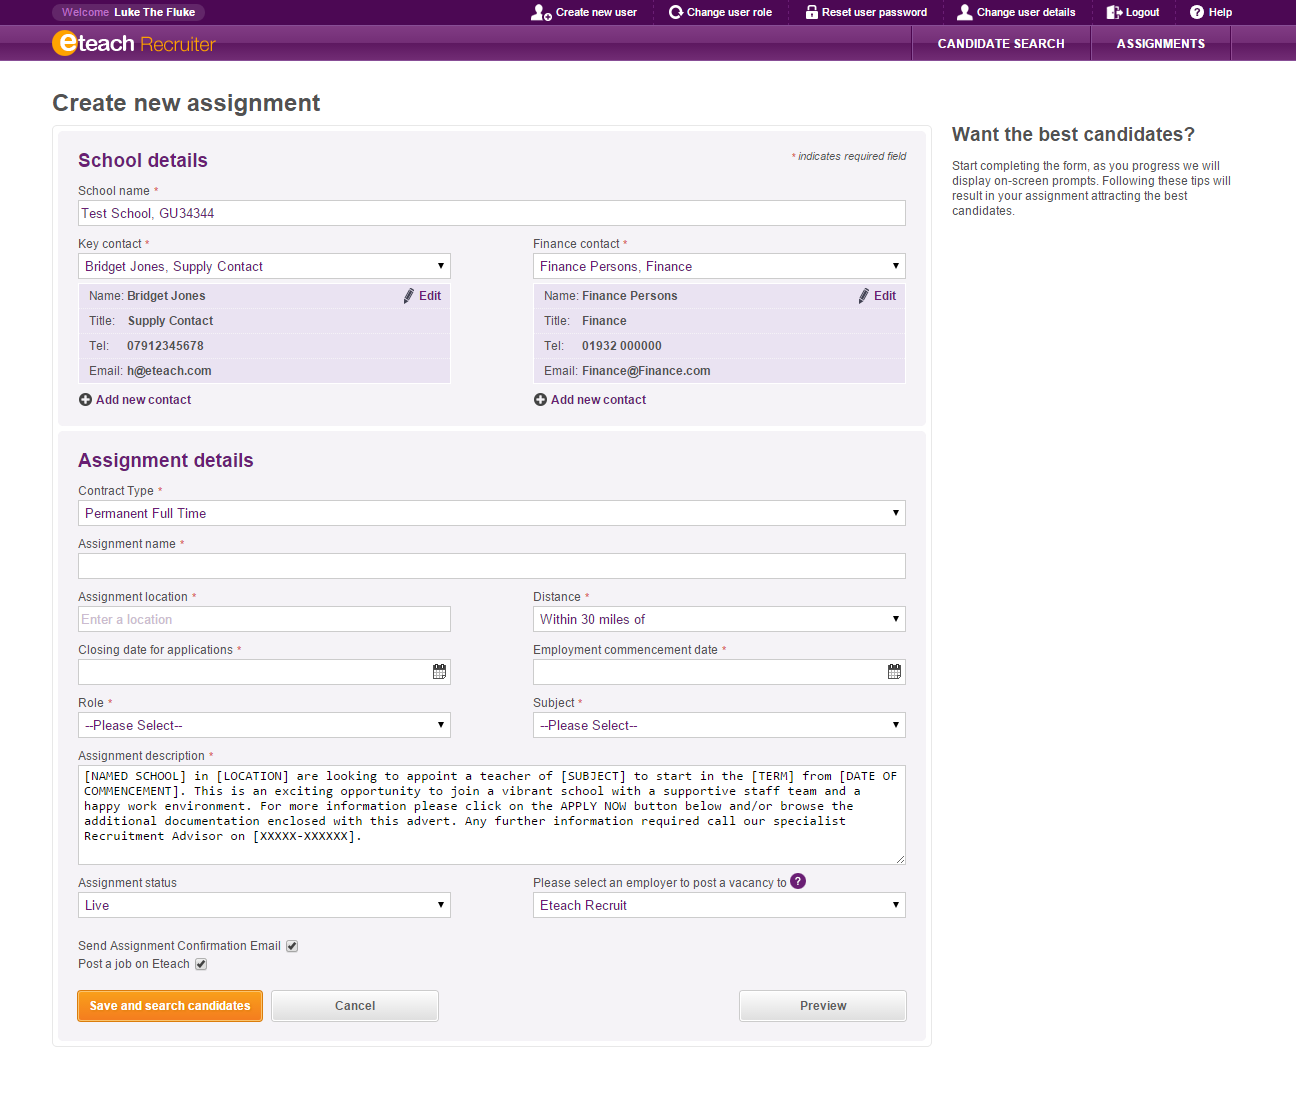 Welcome Luke The Fluke
Create new user
Change user role
Reset user password
Change user details
Logout
Help
eteach Recruiter
CANDIDATE SEARCH
ASSIGNMENTS
Create new assignment
School details
* indicates required field
School name *
Test School, GU34344
Key contact *
Bridget Jones, Supply Contact
Name: Bridget Jones
Edit
Title: Supply Contact
Tel: 07912345678
Email: h@eteach.com
Add new contact
Finance contact *
Finance Persons, Finance
Name: Finance Persons
Edit
Title: Finance
Tel: 01932 000000
Email: Finance@Finance.com
Add new contact
Want the best candidates?
Start completing the form, as you progress we will
display on-screen prompts. Following these tips will
result in your assignment attracting the best
candidates.
Assignment details
Contract Type *
Permanent Full Time
Assignment name *
Assignment location *
Enter a location
Distance *
Within 30 miles of
Closing date for applications *
Employment commencement date *
Role *
--Please Select--
Subject *
--Please Select--
Assignment description *
[NAMED SCHOOL] in [LOCATION] are looking to appoint a teacher of [SUBJECT] to start in the [TERM] from [DATE OF
COMMENCEMENT]. This is an exciting opportunity to join a vibrant school with a supportive staff team and a
happy work environment. For more information please click on the APPLY NOW button below and/or browse the
additional documentation enclosed with this advert. Any further information required call our specialist
Recruitment Advisor on [XXXXX-XXXXXX].
Assignment status
Live
Please select an employer to post a vacancy to ?
Eteach Recruit
Send Assignment Confirmation Email
Post a job on Eteach
Save and search candidates
Cancel
Preview